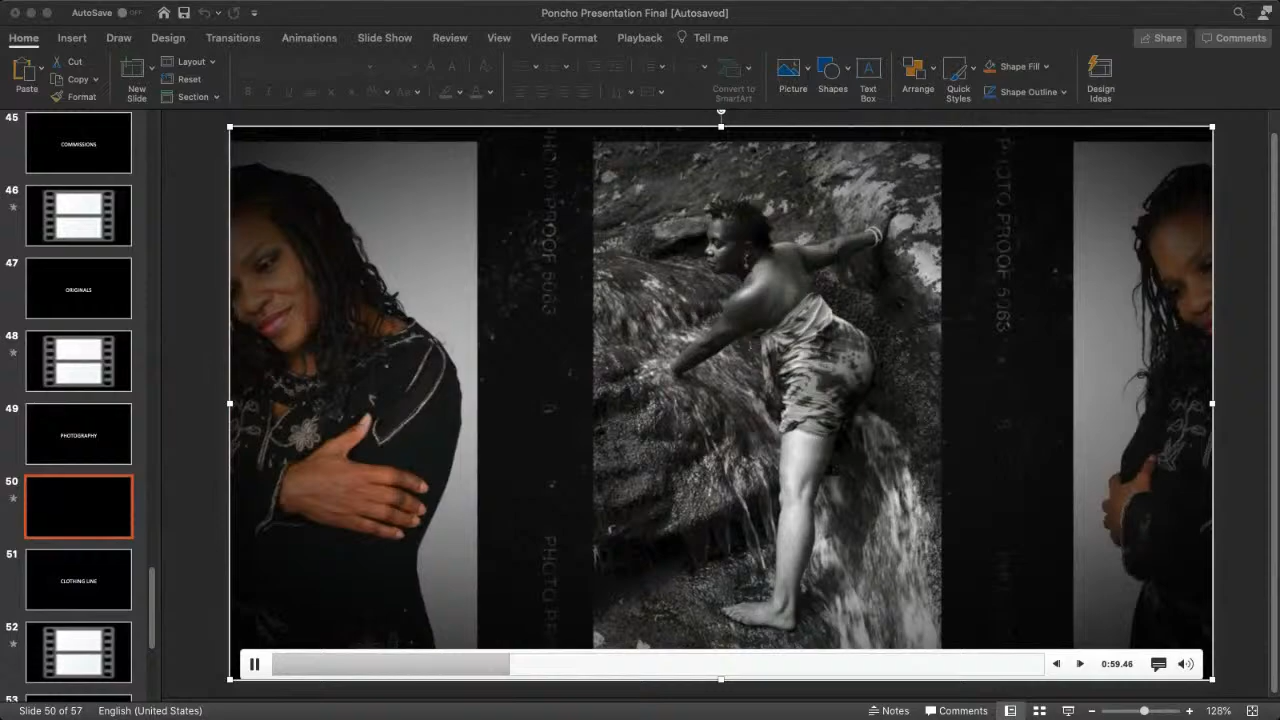 AutoSave OFF
Poncho Presentation Final [Autosaved]
Home Insert Draw Design Transitions Animations Slide Show Review View Video Format Playback Tell me
Share Comments
Paste
Cut
Copy
Format
New Slide
Layout
Reset
Section
Convert to SmartArt
Picture
Shapes
Text Box
Arrange
Quick Styles
Shape Fill
Shape Outline
Design Ideas
45
COMMISSIONS
46
47
ORIGINALS
48
49
PHOTOGRAPHY
50
51
CLOTHING LINE
52
53
PHOTO PROOF 5063
PHOTO PROOF 5063
0:59.46
Slide 50 of 57 English (United States)
Notes Comments 128%